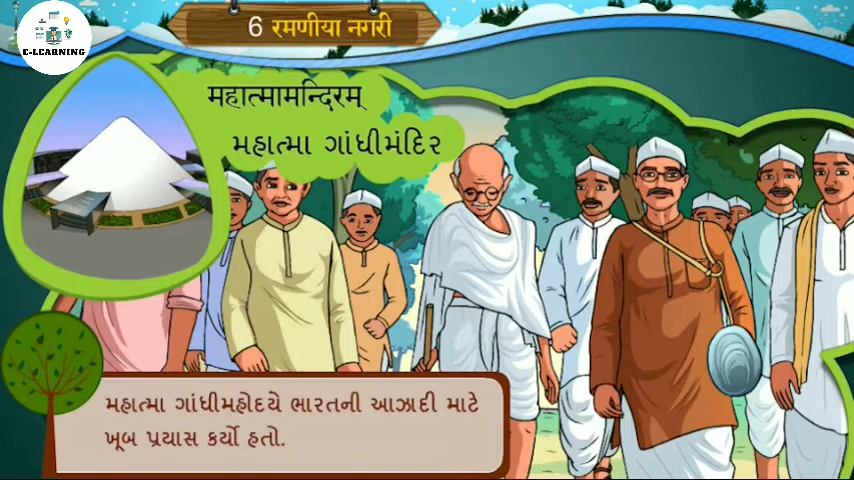 E-LEARNING
6 रमणीया नगरी
महात्मामन्दिरम्
મહાત્મા ગાંધીમંદિર
મહાત્મા ગાંધીમહોદયે ભારતની આઝાદી માટે
ખૂબ પ્રયાસ કર્યો હતો.